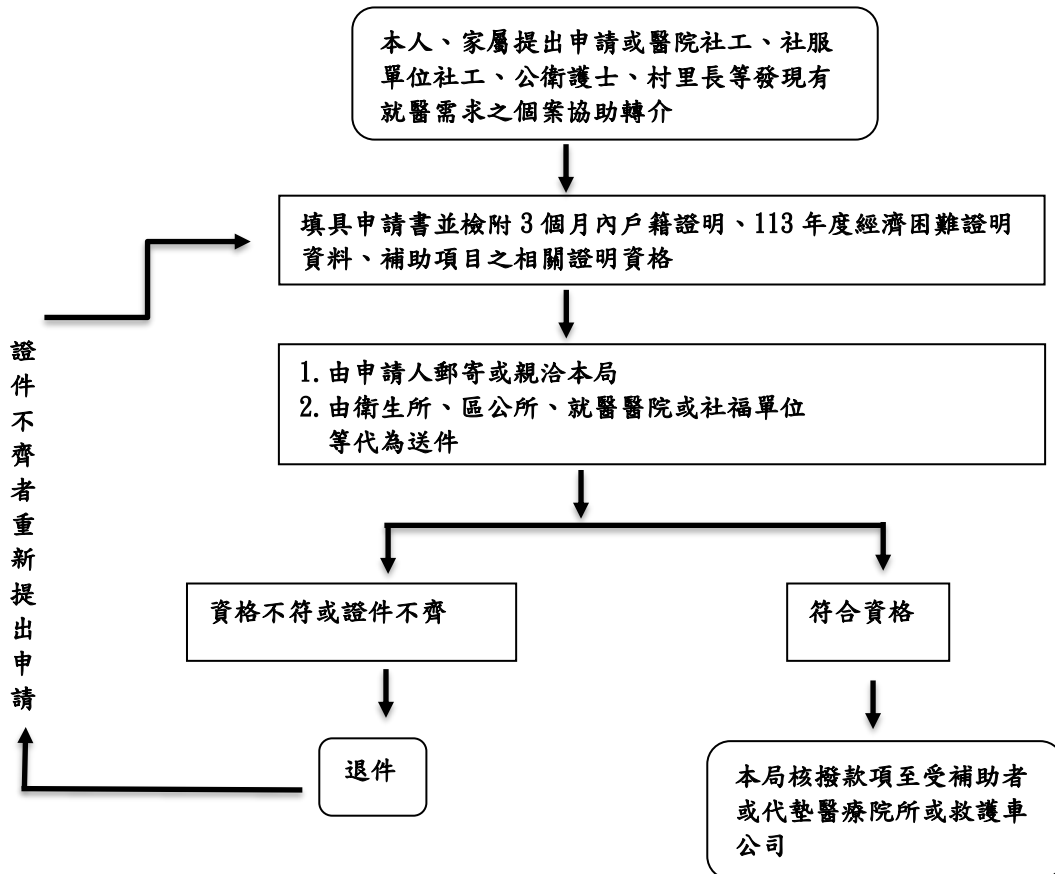 本人、家屬提出申請或醫院社工、社服
單位社工、公衛護士、村里長等發現有
就醫需求之個案協助轉介
填具申請書並檢附 3 個月內戶籍證明、113 年度經濟困難證明
資料、補助項目之相關證明資格
1. 由申請人郵寄或親洽本局
2. 由衛生所、區公所、就醫醫院或社福單位
等代為送件
資格不符或證件不齊
符合資格
退件
本局核撥款項至受補助者
或代墊醫療院所或救護車
公司
證件不齊者重新提出申請